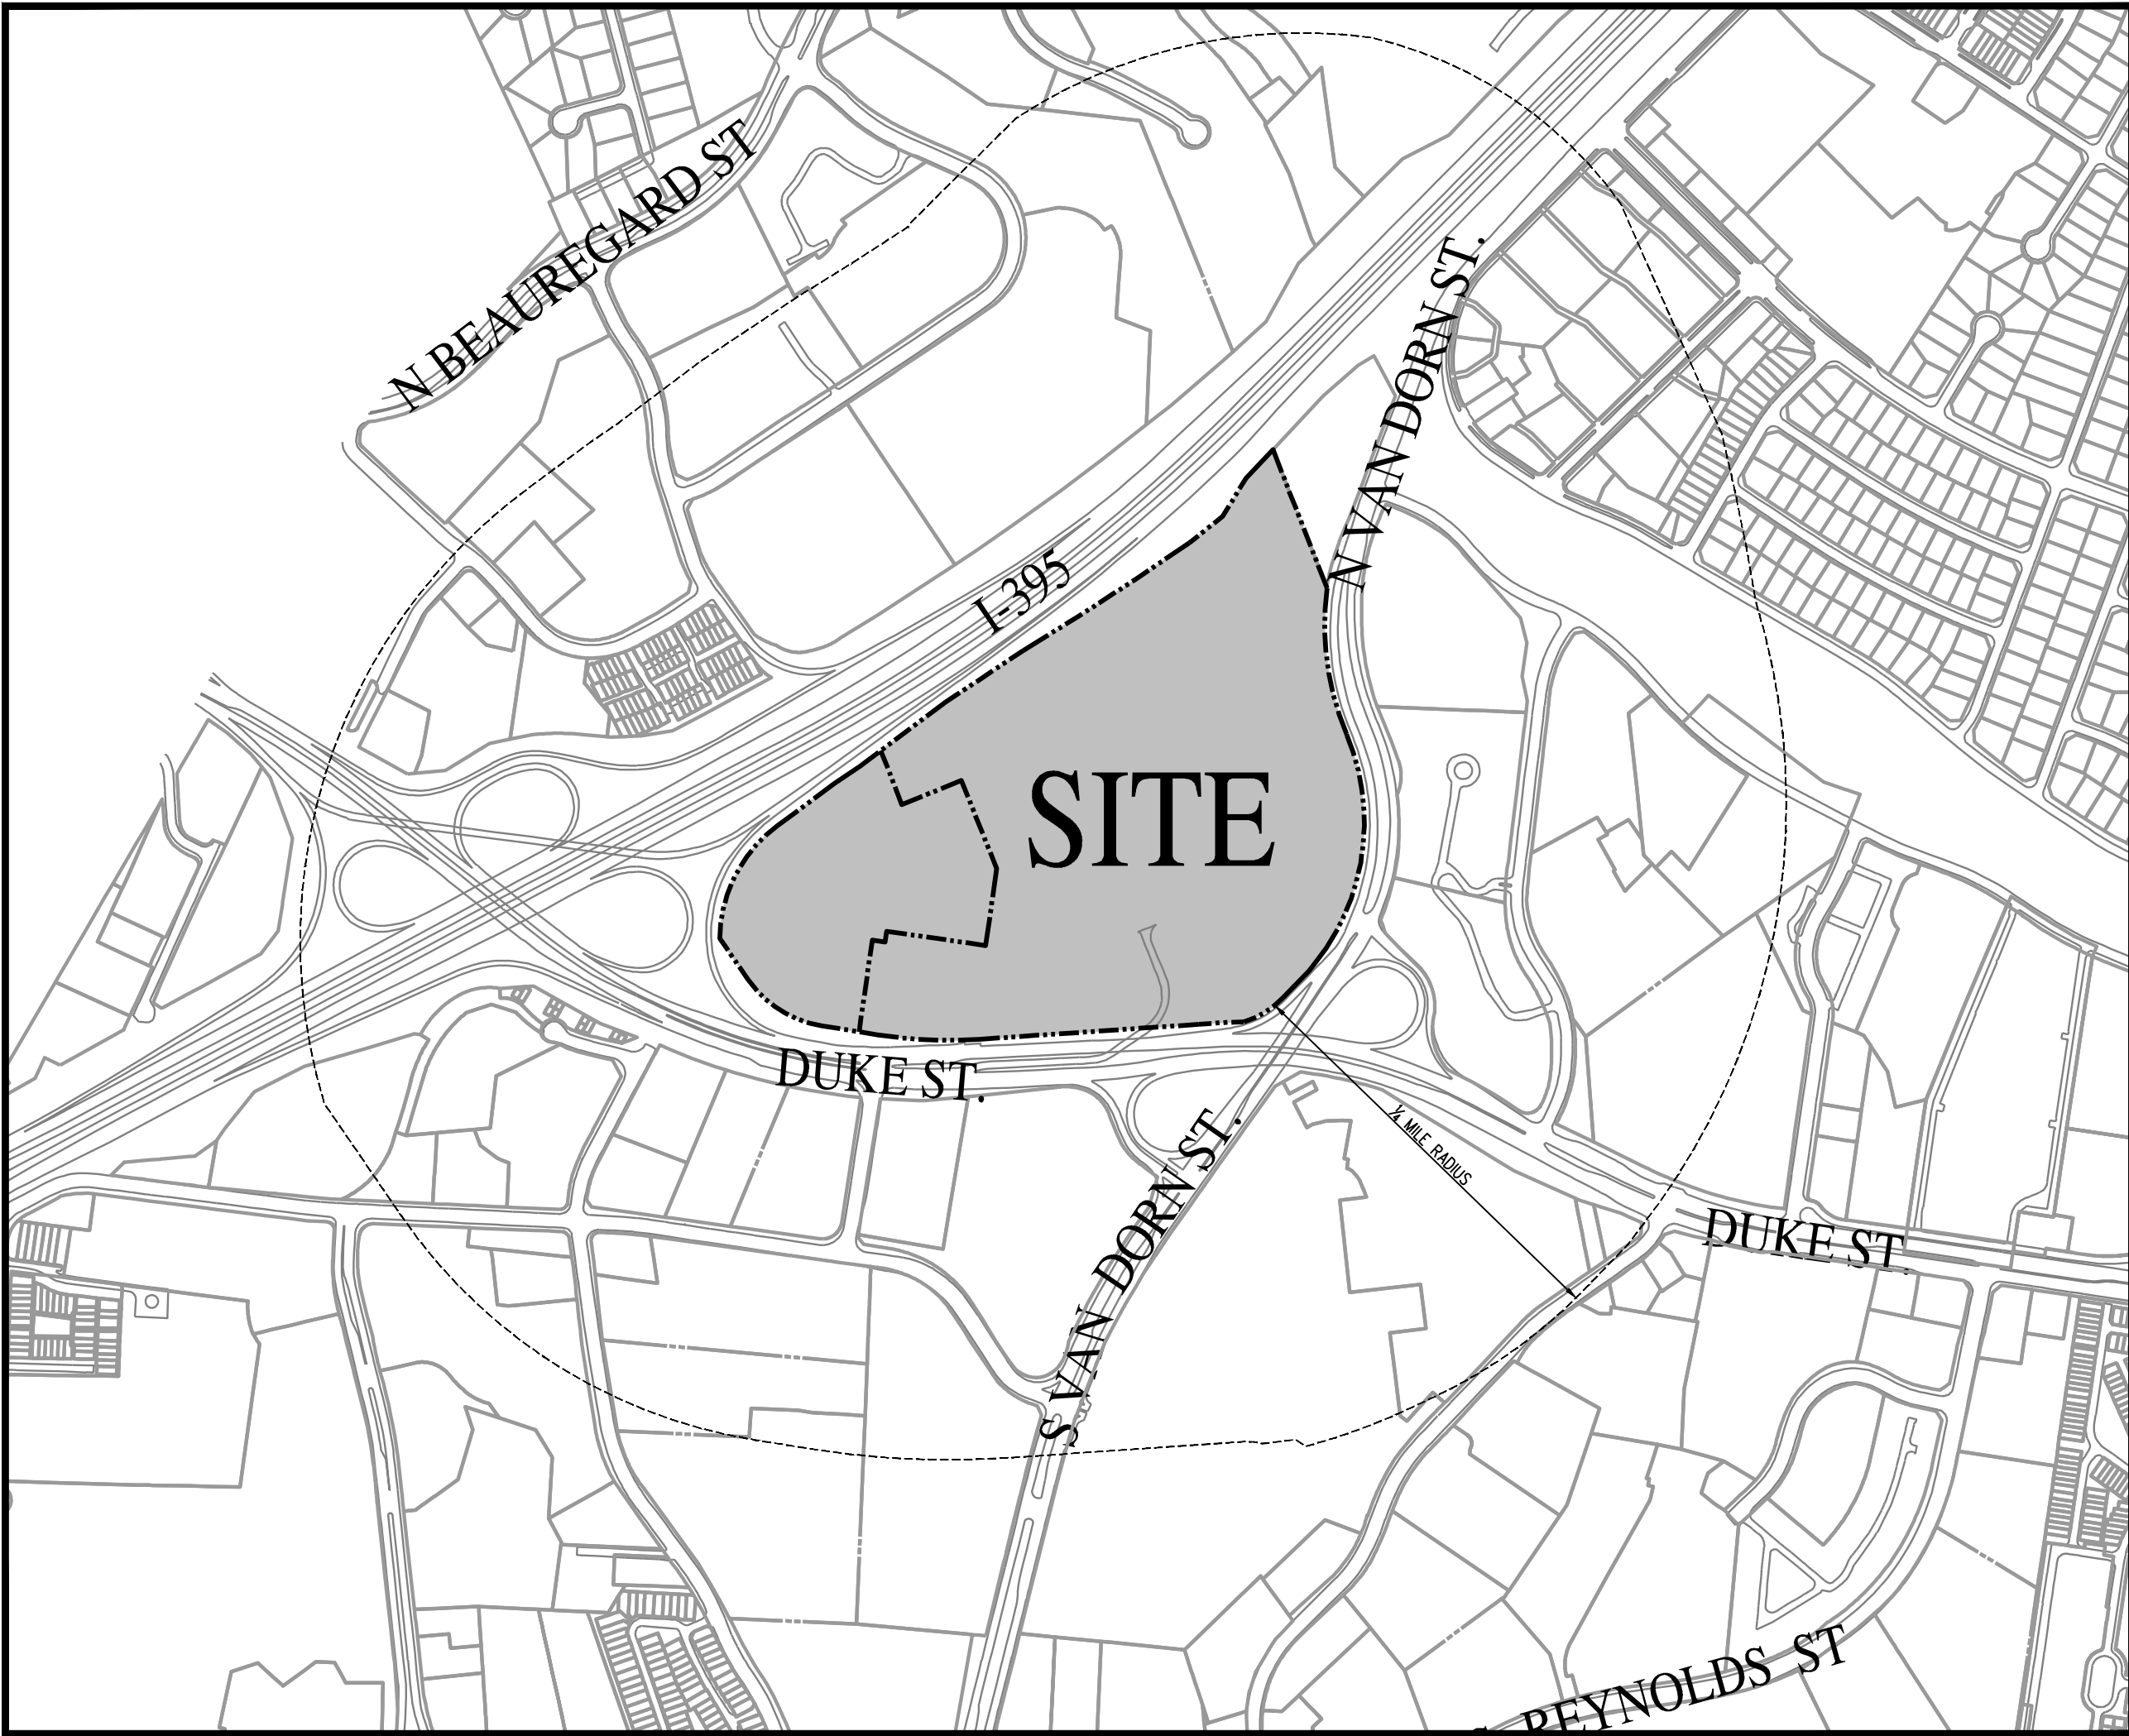 N BEAUREGARD ST
N VAN DORN ST.
I-395
SITE
DUKE ST.
S VAN DORN ST.
¼ MILE RADIUS
DUKE ST.
REYNOLDS ST